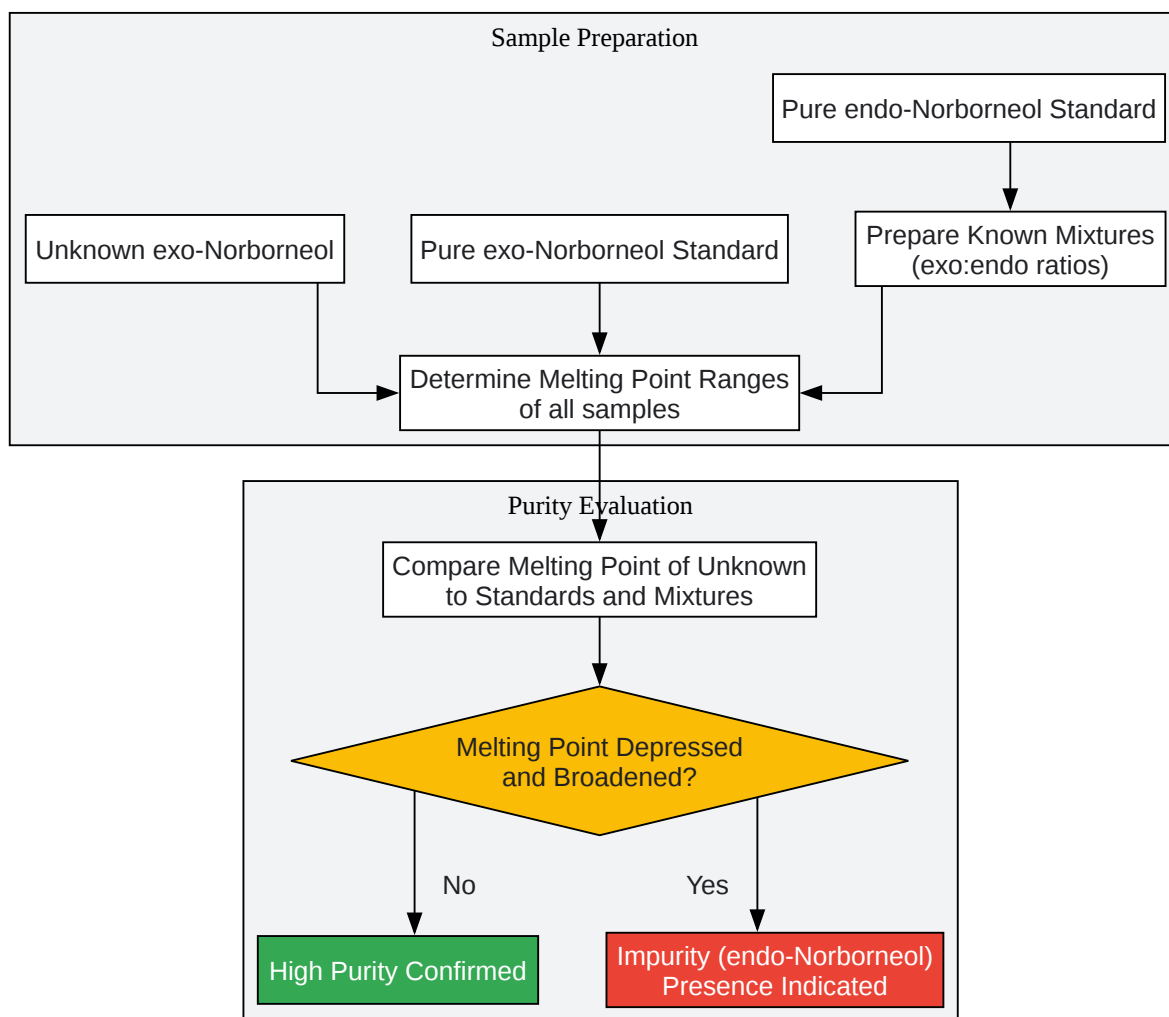 Sample Preparation
Pure endo-Norborneol Standard
Unknown exo-Norborneol
Pure exo-Norborneol Standard
Prepare Known Mixtures
(exo:endo ratios)
Determine Melting Point Ranges
of all samples
Purity Evaluation
Compare Melting Point of Unknown
to Standards and Mixtures
Melting Point Depressed
and Broadened?
No
Yes
High Purity Confirmed
Impurity (endo-Norborneol)
Presence Indicated